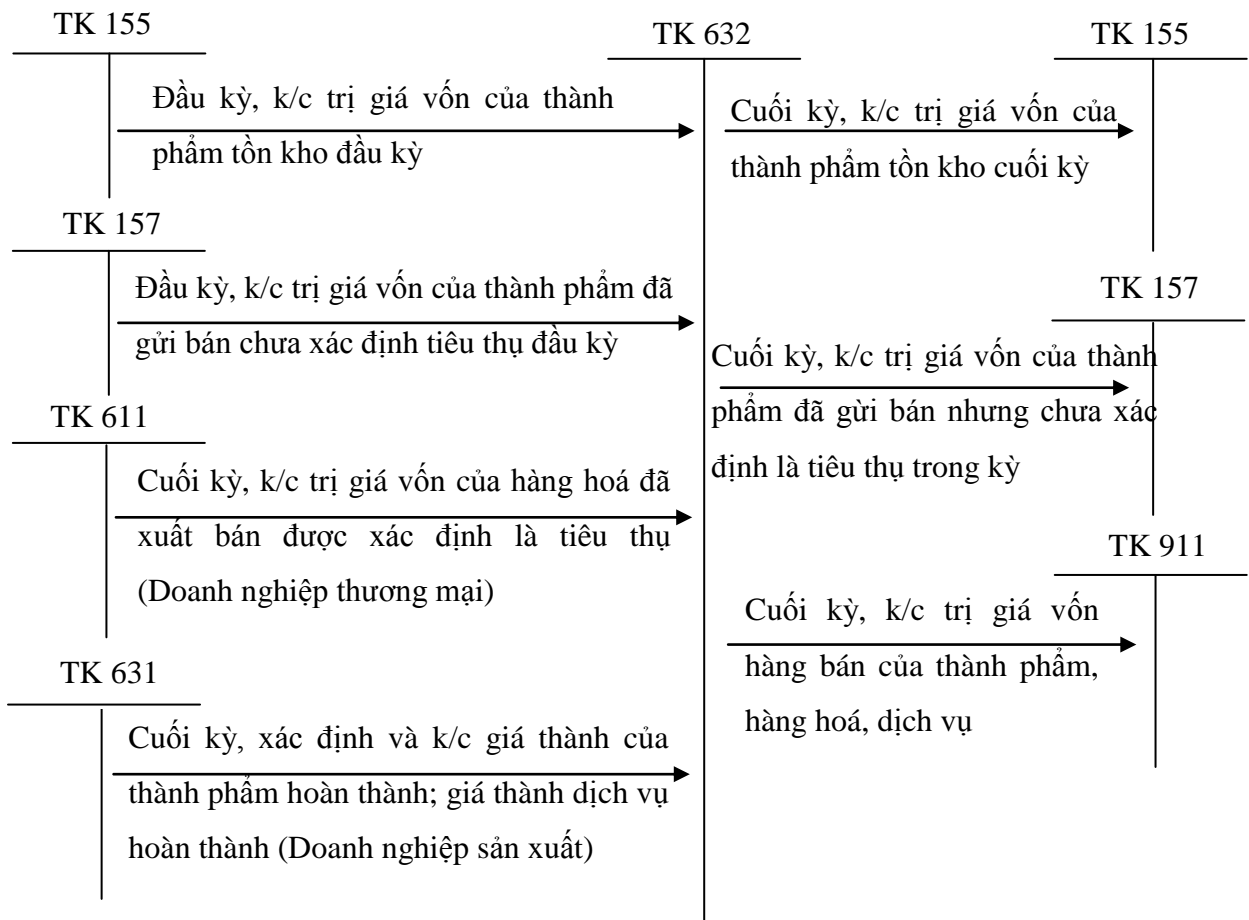 TK 155
Đầu kỳ, k/c trị giá vốn của thành
phẩm tồn kho đầu kỳ
TK 157
Đầu kỳ, k/c trị giá vốn của thành phẩm đã
gửi bán chưa xác định tiêu thụ đầu kỳ
TK 611
Cuối kỳ, k/c trị giá vốn của hàng hoá đã
xuất bán được xác định là tiêu thụ
(Doanh nghiệp thương mại)
TK 631
Cuối kỳ, xác định và k/c giá thành của
thành phẩm hoàn thành; giá thành dịch vụ
hoàn thành (Doanh nghiệp sản xuất)
TK 632
TK 155
Cuối kỳ, k/c trị giá vốn của
thành phẩm tồn kho cuối kỳ
TK 157
Cuối kỳ, k/c trị giá vốn của thành
phẩm đã gừi bán nhưng chưa xác
định là tiêu thụ trong kỳ
TK 911
Cuối kỳ, k/c trị giá vốn
hàng bán của thành phẩm,
hàng hoá, dịch vụ